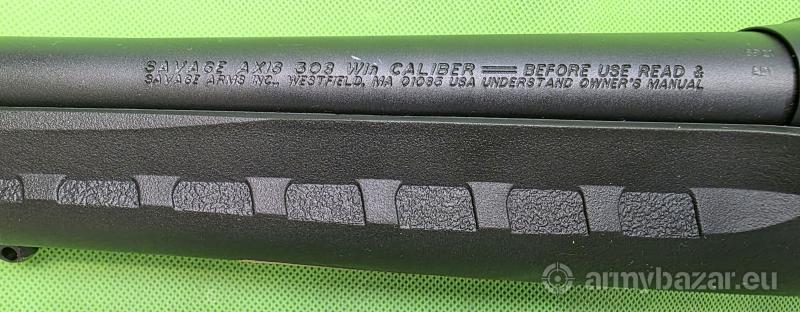 SAVAGE AXIS 308 Win CALIBER — BEFORE USE READ &
SAVAGE ARMS INC., WESTFIELD, MA 01085 USA UNDERSTAND OWNER'S MANUAL
armybazar.eu